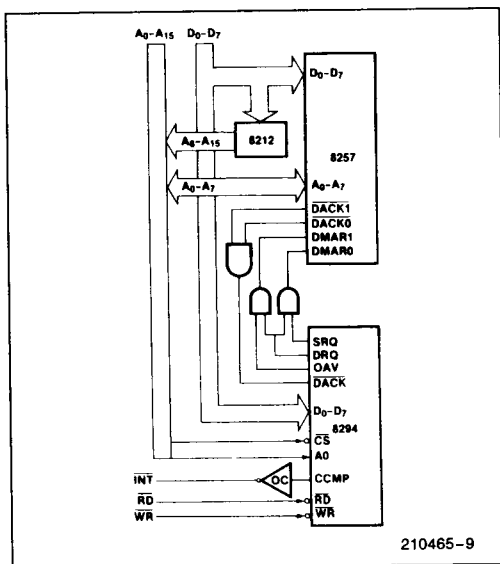 A0–A15 D0–D7
D0–D7
8212
A8–A15
8257
A0–A7
A0–A7
DACK1
DACK0
DMAR1
DMAR0
SRQ
DRQ
OAV
DACK
D0–D7
8294
CS
A0
INT
OC
CCMP
RD
RD
WR
WR
210465–9